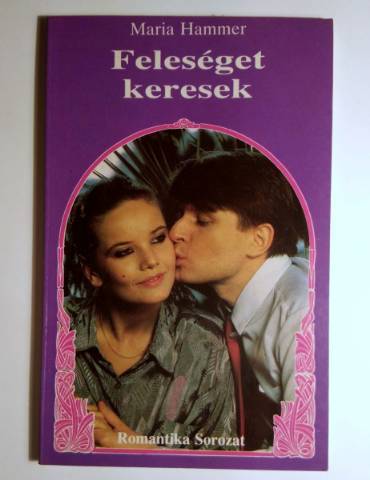 Maria Hammer
Feleséget
keresek
Romantika Sorozat